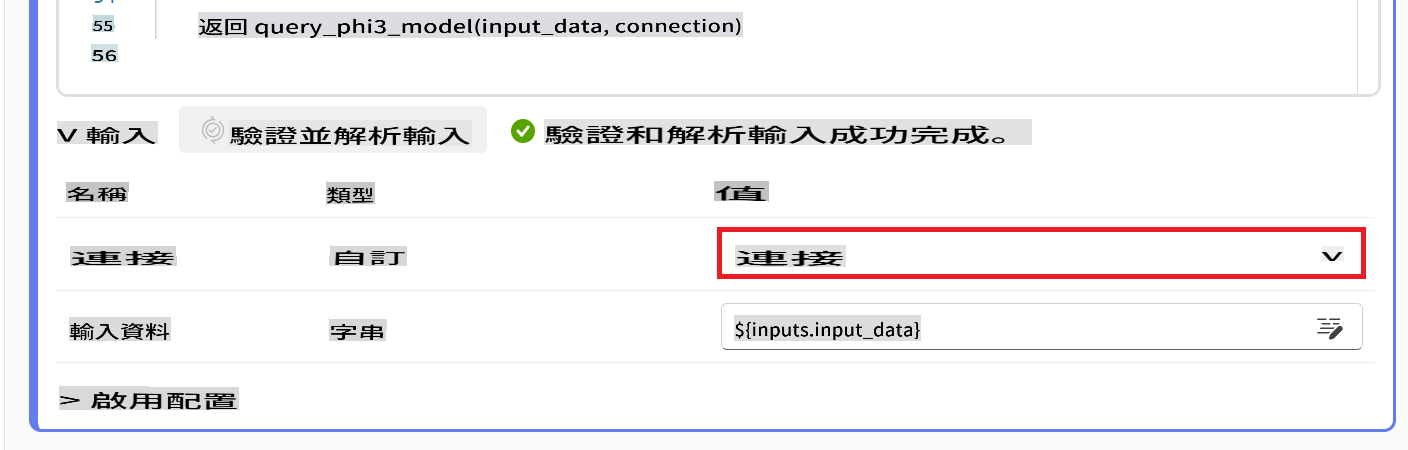 55 返回 query_phi3_model(input_data, connection)
56
V 輸入 驗證並解析輸入 驗證和解析輸入成功完成。
名稱 類型 值
連接 自訂 連接 V
輸入資料 字串 ${inputs.input_data}
> 啟用配置